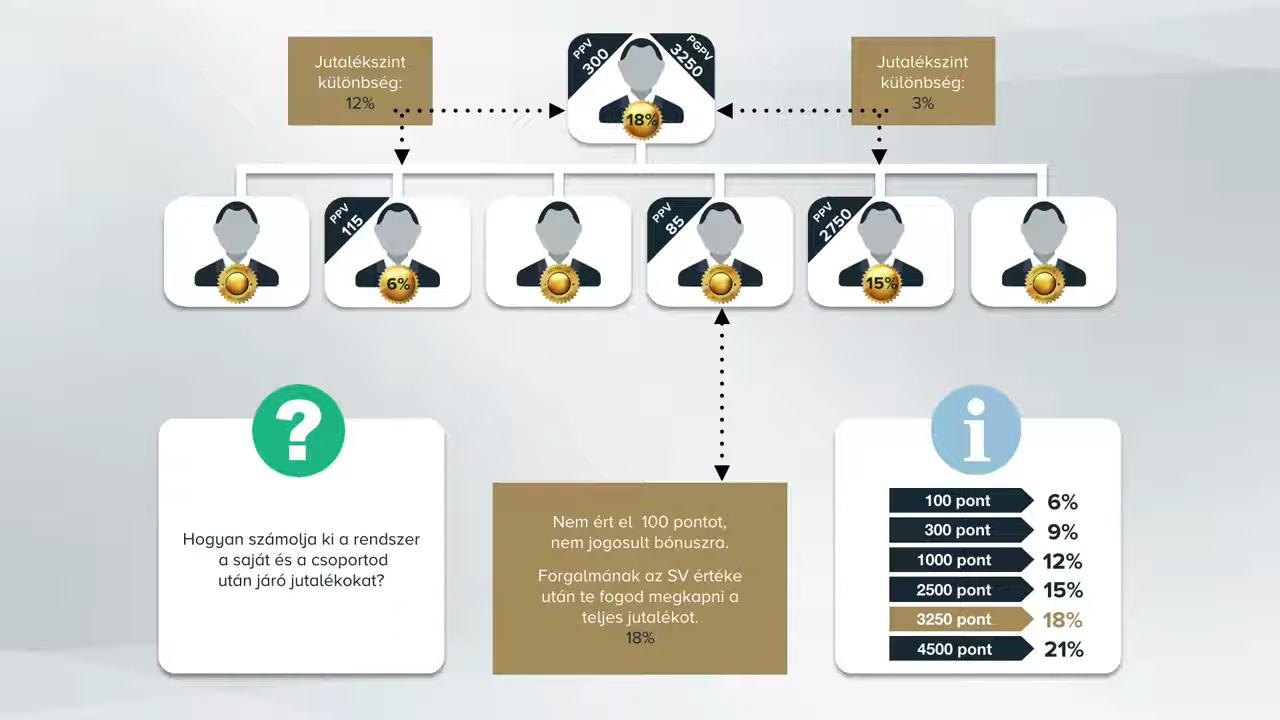 Jutalékszint
különbség:
12%
PPV
300
PGPV
3250
18%
Jutalékszint
különbség:
3%
PPV
115
6%
PPV
85
PPV
2750
15%
Hogyan számolja ki a rendszer
a saját és a csoportod
után járó jutalékokat?
Nem ért el 100 pontot,
nem jogosult bónuszra.
Forgalmának az SV értéke
után te fogod megkapni a
teljes jutalékot.
18%
100 pont 6%
300 pont 9%
1000 pont 12%
2500 pont 15%
3250 pont 18%
4500 pont 21%